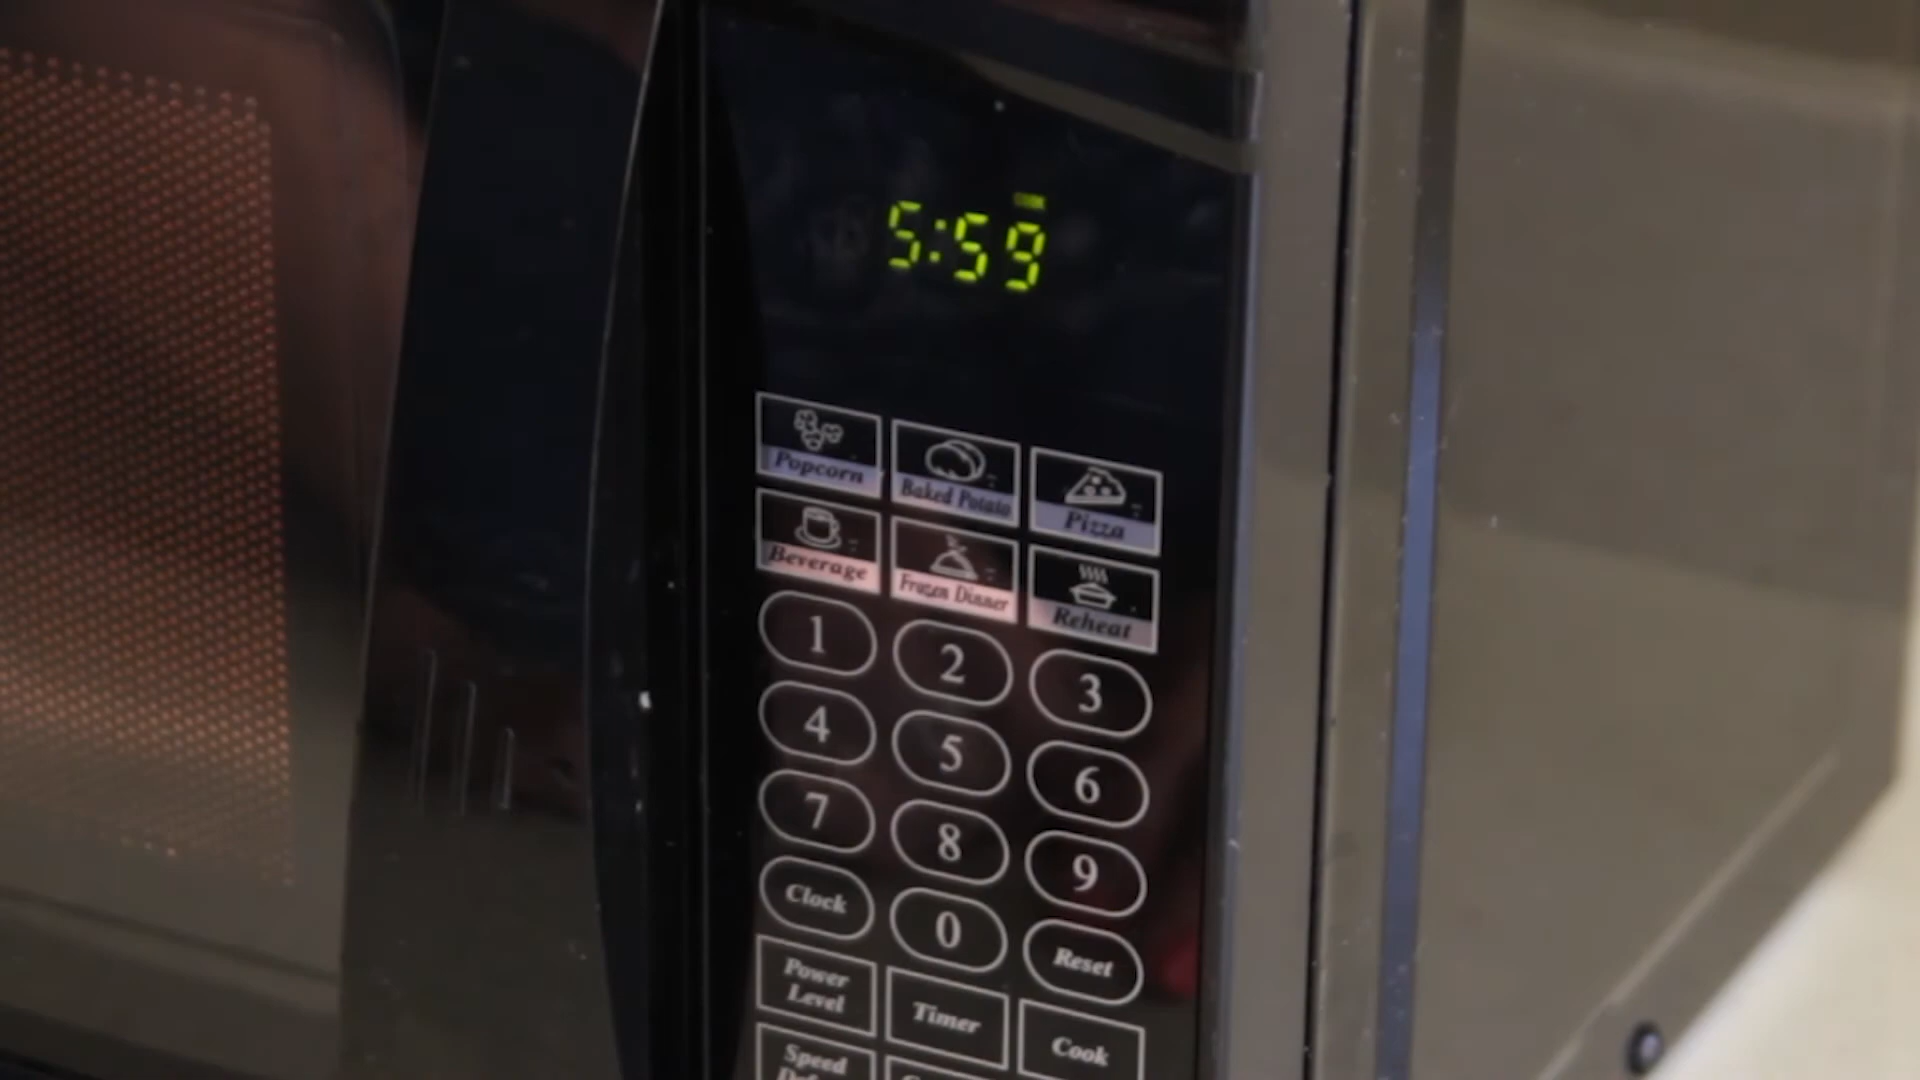 COOK
5:59
Popcorn
Baked Potato
Pizza
Beverage
Frozen Dinner
Reheat
1
2
3
4
5
6
7
8
9
Clock
0
Reset
Power
Level
Timer
Cook
Speed